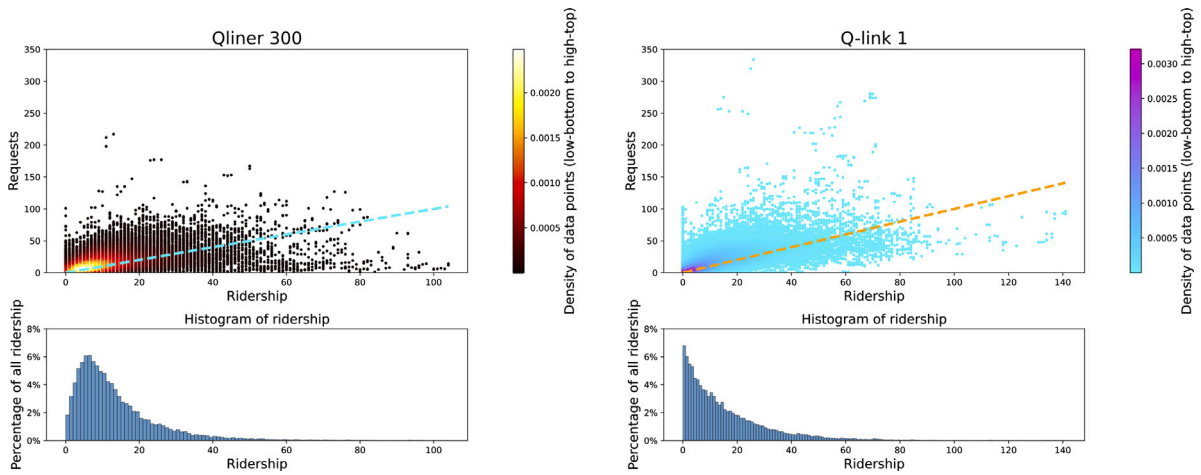 Qliner 300
350
300
250
200
150
100
50
0
Requests
0 20 40 60 80 100
Ridership
0.0020
0.0015
0.0010
0.0005
Density of data points (low-bottom to high-top)
Histogram of ridership
8%
6%
4%
2%
0%
Percentage of all ridership
0 20 40 60 80 100
Ridership
Q-link 1
350
300
250
200
150
100
50
0
Requests
0 20 40 60 80 100 120 140
Ridership
0.0030
0.0025
0.0020
0.0015
0.0010
0.0005
Density of data points (low-bottom to high-top)
Histogram of ridership
8%
6%
4%
2%
0%
Percentage of all ridership
0 20 40 60 80 100 120 140
Ridership